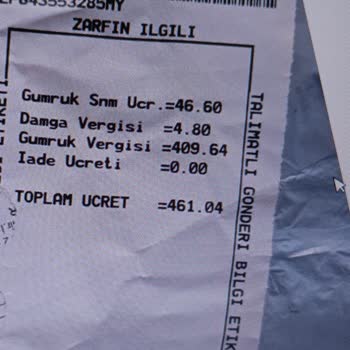 43553285MY
ZARFIN ILGILI
Gumruk Snm Ucr.=46.60
Damga Vergisi =4.80
Gumruk Vergisi =409.64
Iade Ucreti =0.00
TOPLAM UCRET =461.04
TALIMATLI GONDERI BILGI ETIK